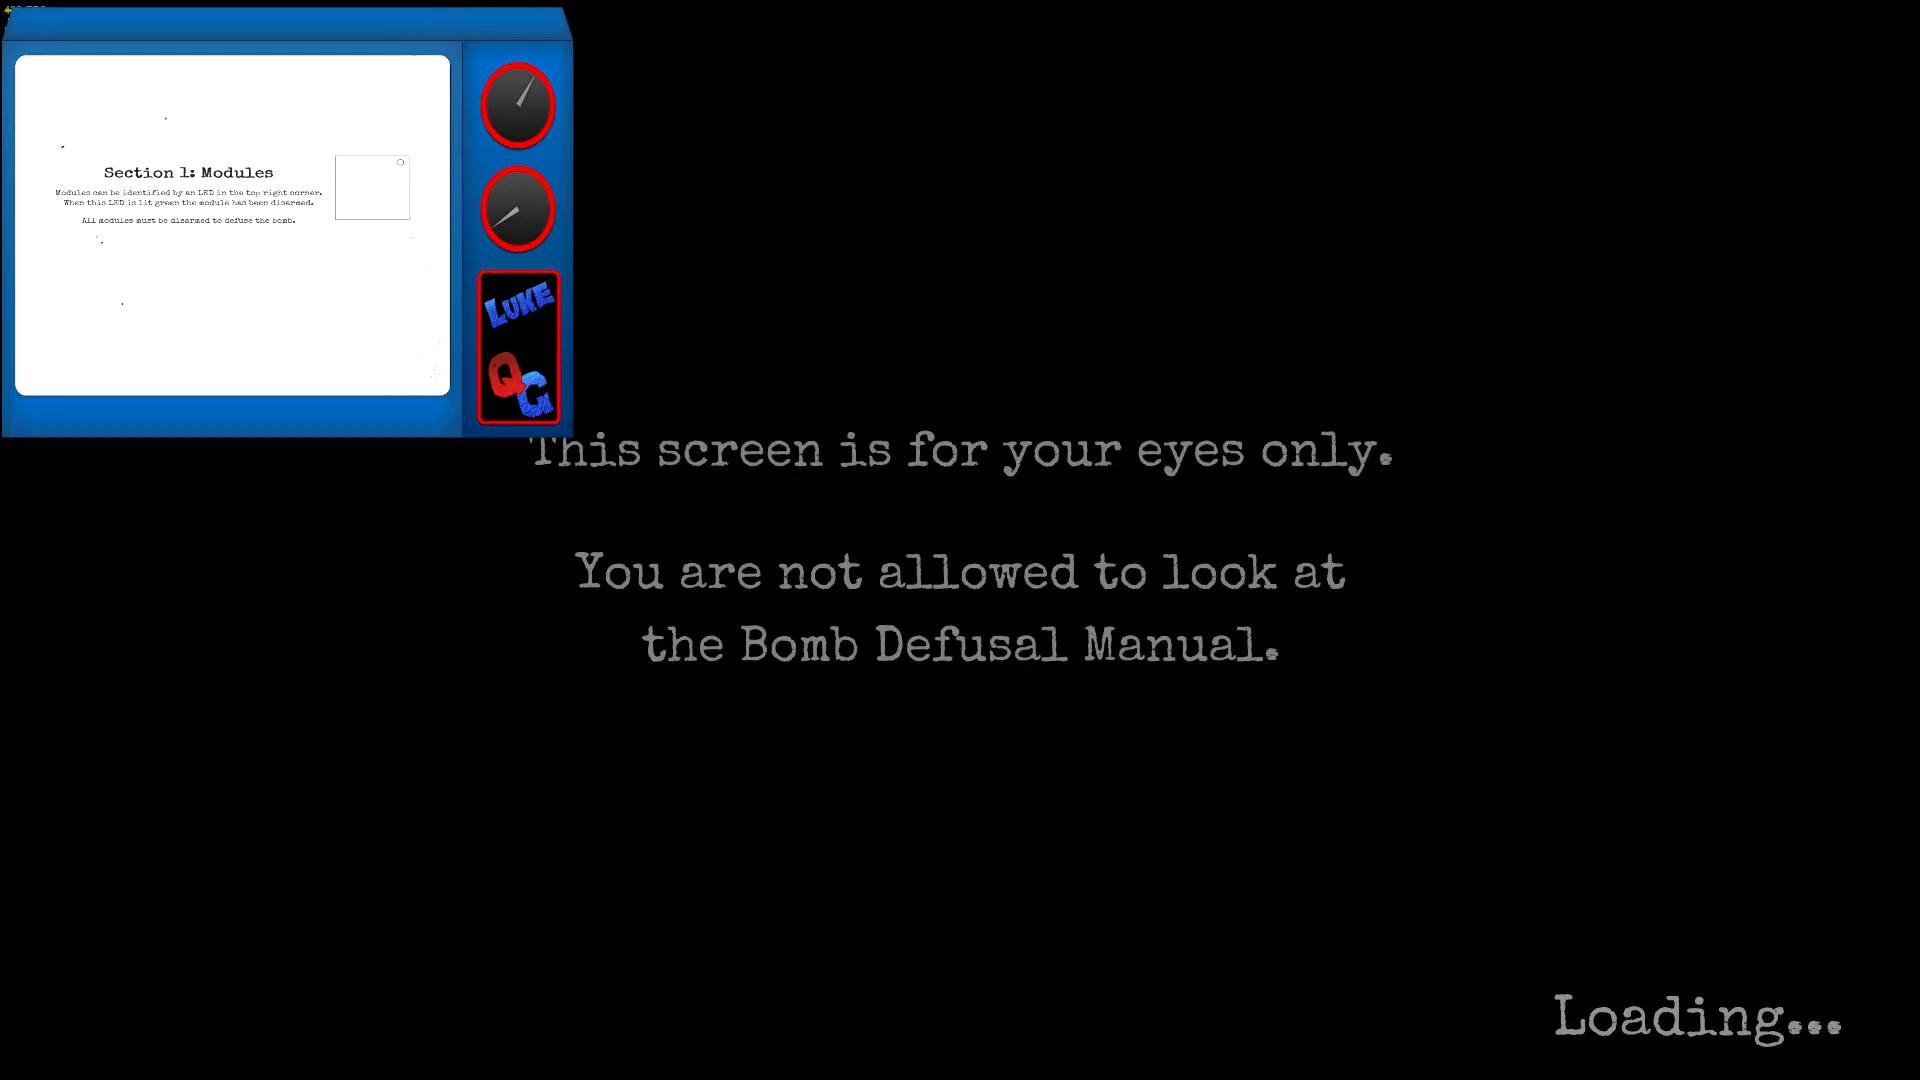 Section 1: Modules
Modules can be identified by an LED in the top right corner.
When this LED is lit green the module has been disarmed.
All modules must be disarmed to defuse the bomb.
LUKE
QG
This screen is for your eyes only.
You are not allowed to look at
the Bomb Defusal Manual.
Loading...